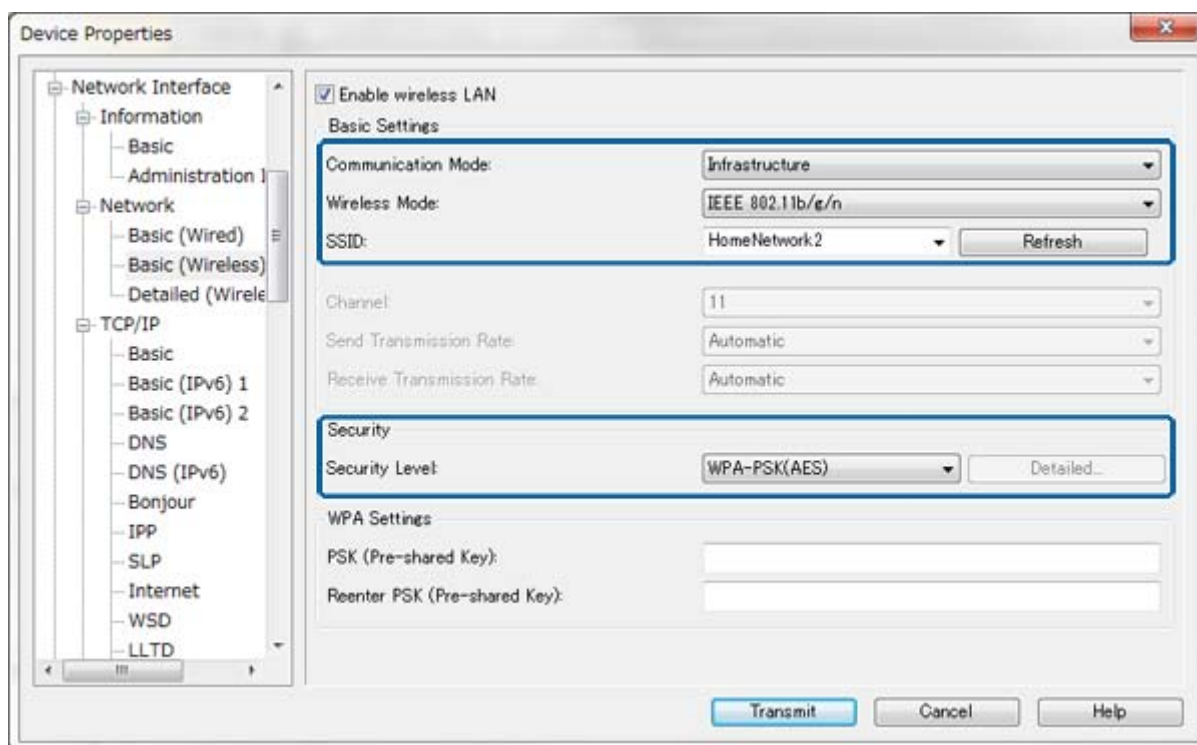 Device Properties
Network Interface
Information
Basic
Administration I
Network
Basic (Wired)
Basic (Wireless)
Detailed (Wirele
TCP/IP
Basic
Basic (IPv6) 1
Basic (IPv6) 2
DNS
DNS (IPv6)
Bonjour
IPP
SLP
Internet
WSD
LLTD
Enable wireless LAN
Basic Settings
Communication Mode: Infrastructure
Wireless Mode: IEEE 802.11b/g/n
SSID: HomeNetwork2 Refresh
Channel: 11
Send Transmission Rate: Automatic
Receive Transmission Rate: Automatic
Security
Security Level: WPA-PSK(AES) Detailed...
WPA Settings
PSK (Pre-shared Key):
Reenter PSK (Pre-shared Key):
Transmit Cancel Help